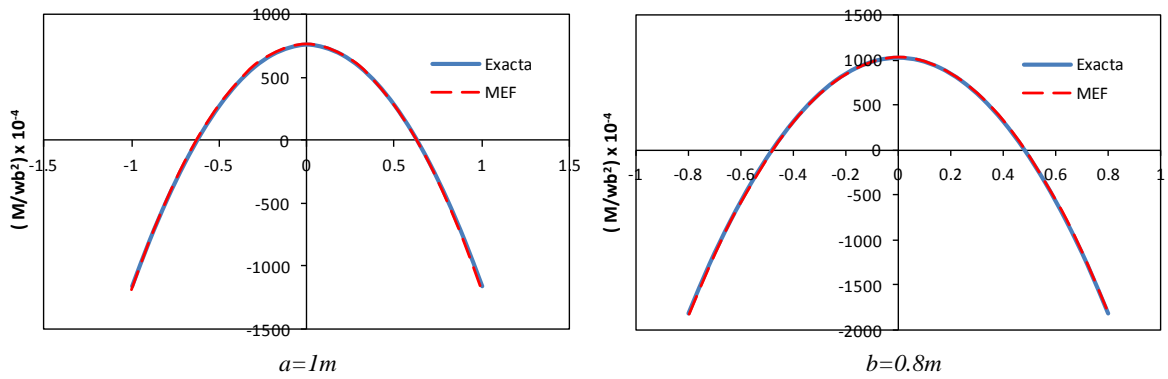 1000
500
0
-500
-1000
-1500
-1.5 -1 -0.5 0 0.5 1 1.5
(M/wb²) x 10⁻⁴
Exacta
MEF
a=1m
1500
1000
500
0
-500
-1000
-1500
-2000
-1 -0.8 -0.6 -0.4 -0.2 0 0.2 0.4 0.6 0.8 1
( M/wb²) x 10⁻⁴
Exacta
MEF
b=0.8m